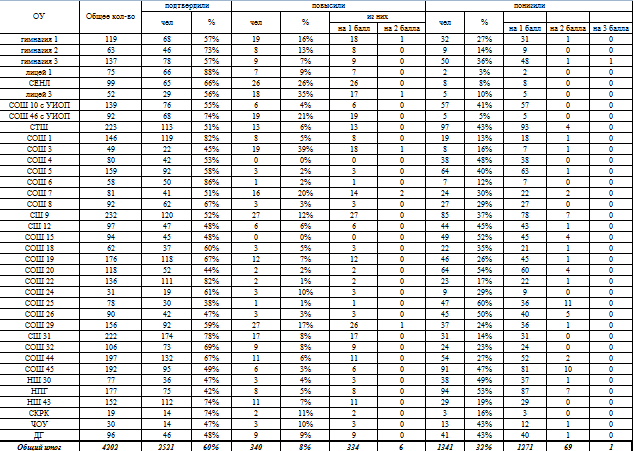 ОУ Общее кол-во подтвердили повысили понизили
чел % чел % из них чел % из них
на 1 балл на 2 балла на 1 балл на 2 балла на 3 балл
гимназия 1 119 68 57% 19 16% 18 1 32 27% 31 1 0
гимназия 2 63 46 73% 8 13% 8 0 9 14% 9 0 0
гимназия 3 137 78 57% 9 7% 9 0 50 36% 48 1 1
лицей 1 75 66 88% 7 9% 7 0 2 3% 2 0 0
СЕНЛ 99 65 66% 26 26% 26 0 8 8% 8 0 0
лицей 3 52 29 56% 18 35% 17 1 5 10% 5 0 0
СОШ 10 с УИОП 139 76 55% 6 4% 6 0 57 41% 57 0 0
СОШ 46 с УИОП 92 68 74% 19 21% 19 0 5 5% 5 0 0
СТШ 223 113 51% 13 6% 13 0 97 43% 93 4 0
СОШ 1 146 119 82% 8 5% 8 0 19 13% 18 1 0
СОШ 3 49 22 45% 19 39% 18 1 8 16% 7 1 0
СОШ 4 80 42 53% 0 0% 0 0 38 48% 38 0 0
СОШ 5 159 92 58% 3 2% 3 0 64 40% 63 1 0
СОШ 6 58 50 86% 1 2% 1 0 7 12% 7 0 0
СОШ 7 81 41 51% 16 20% 14 2 24 30% 22 2 0
СОШ 8 92 62 67% 3 3% 3 0 27 29% 27 0 0
СШ 9 232 120 52% 27 12% 27 0 85 37% 78 7 0
СШ 12 97 47 48% 6 6% 6 0 44 45% 43 1 0
СОШ 15 94 45 48% 0 0% 0 0 49 52% 45 4 0
СОШ 18 62 37 60% 3 5% 3 0 22 35% 21 1 0
СОШ 19 176 118 67% 12 7% 12 0 46 26% 45 1 0
СОШ 20 118 52 44% 2 2% 2 0 64 54% 60 4 0
СОШ 22 136 111 82% 2 1% 2 0 23 17% 22 1 0
СОШ 24 31 19 61% 3 10% 3 0 9 29% 9 0 0
СОШ 25 78 30 38% 1 1% 1 0 47 60% 36 11 0
СОШ 26 90 42 47% 3 3% 3 0 45 50% 40 5 0
СОШ 29 156 92 59% 27 17% 26 1 37 24% 36 1 0
СШ 31 222 174 78% 17 8% 17 0 31 14% 31 0 0
СОШ 32 106 73 69% 9 8% 9 0 24 23% 24 0 0
СОШ 44 197 132 67% 11 6% 11 0 54 27% 52 2 0
СОШ 45 192 95 49% 6 3% 6 0 91 47% 81 10 0
НШ 30 77 36 47% 3 4% 3 0 38 49% 37 1 0
НПГ 177 75 42% 8 5% 8 0 94 53% 87 7 0
НШ 43 152 112 74% 11 7% 11 0 29 19% 29 0 0
СКРК 19 14 74% 2 11% 2 0 3 16% 3 0 0
ЧОУ 30 14 47% 3 10% 3 0 13 43% 12 1 0
ДГ 96 46 48% 9 9% 9 0 41 43% 40 1 0
Общий итог 4202 2521 60% 340 8% 334 6 1341 32% 1271 69 1